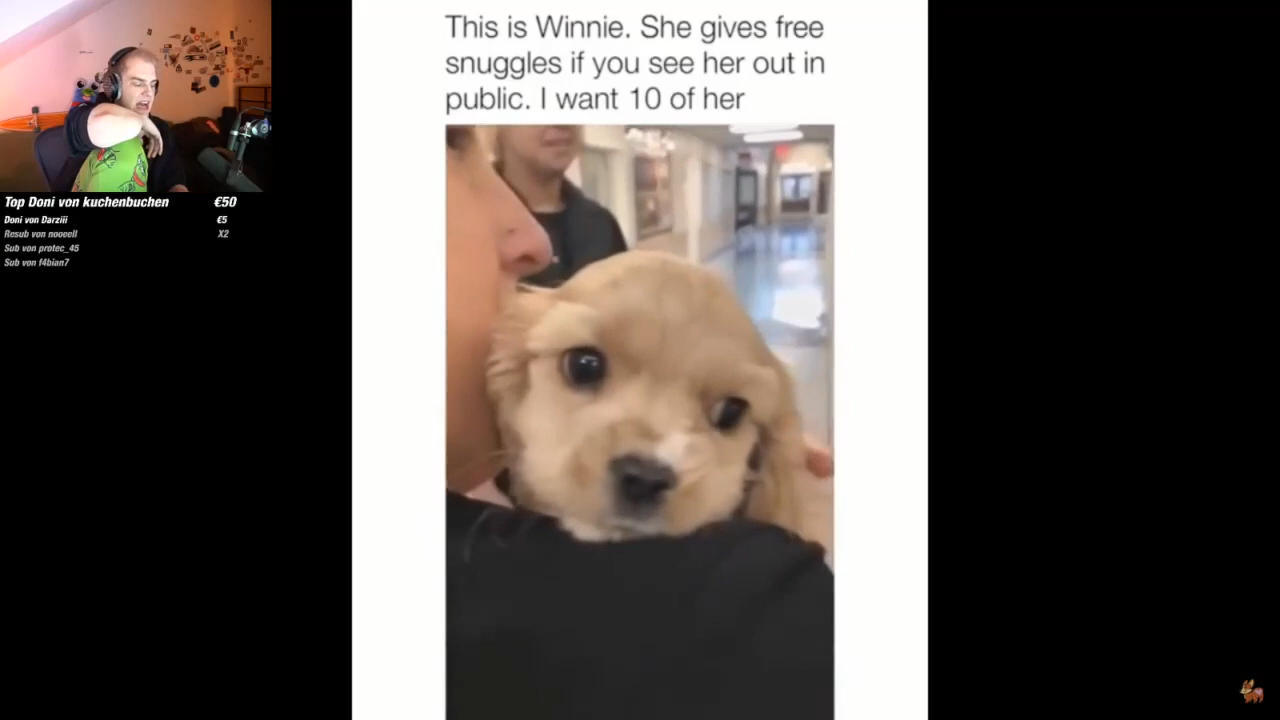 This is Winnie. She gives free
snuggles if you see her out in
public. I want 10 of her
Top Doni von kuchenbuchen €50
Doni von Darziii €5
Resub von nooeell X2
Sub von protec_45
Sub von f4bian7